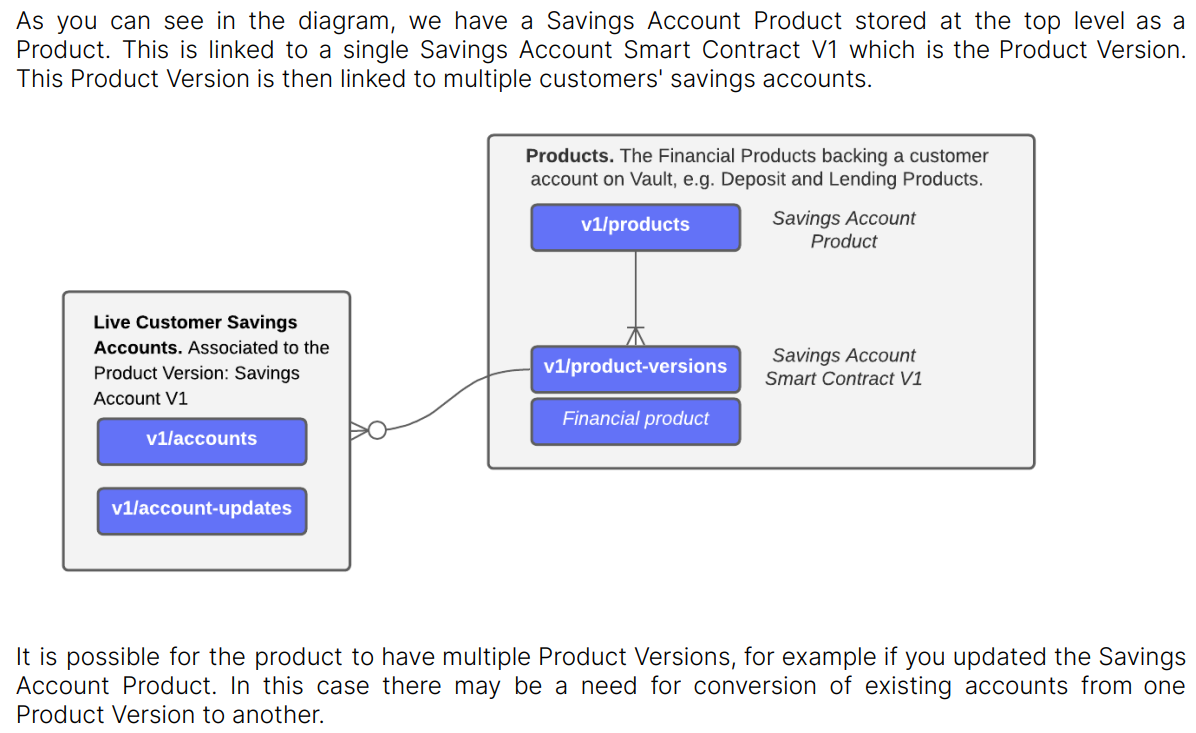 As you can see in the diagram, we have a Savings Account Product stored at the top level as a
Product. This is linked to a single Savings Account Smart Contract V1 which is the Product Version.
This Product Version is then linked to multiple customers' savings accounts.
Products. The Financial Products backing a customer
account on Vault, e.g. Deposit and Lending Products.
v1/products
Savings Account
Product
Live Customer Savings
Accounts. Associated to the
Product Version: Savings
Account V1
v1/accounts
v1/account-updates
v1/product-versions
Savings Account
Smart Contract V1
Financial product
It is possible for the product to have multiple Product Versions, for example if you updated the Savings
Account Product. In this case there may be a need for conversion of existing accounts from one
Product Version to another.